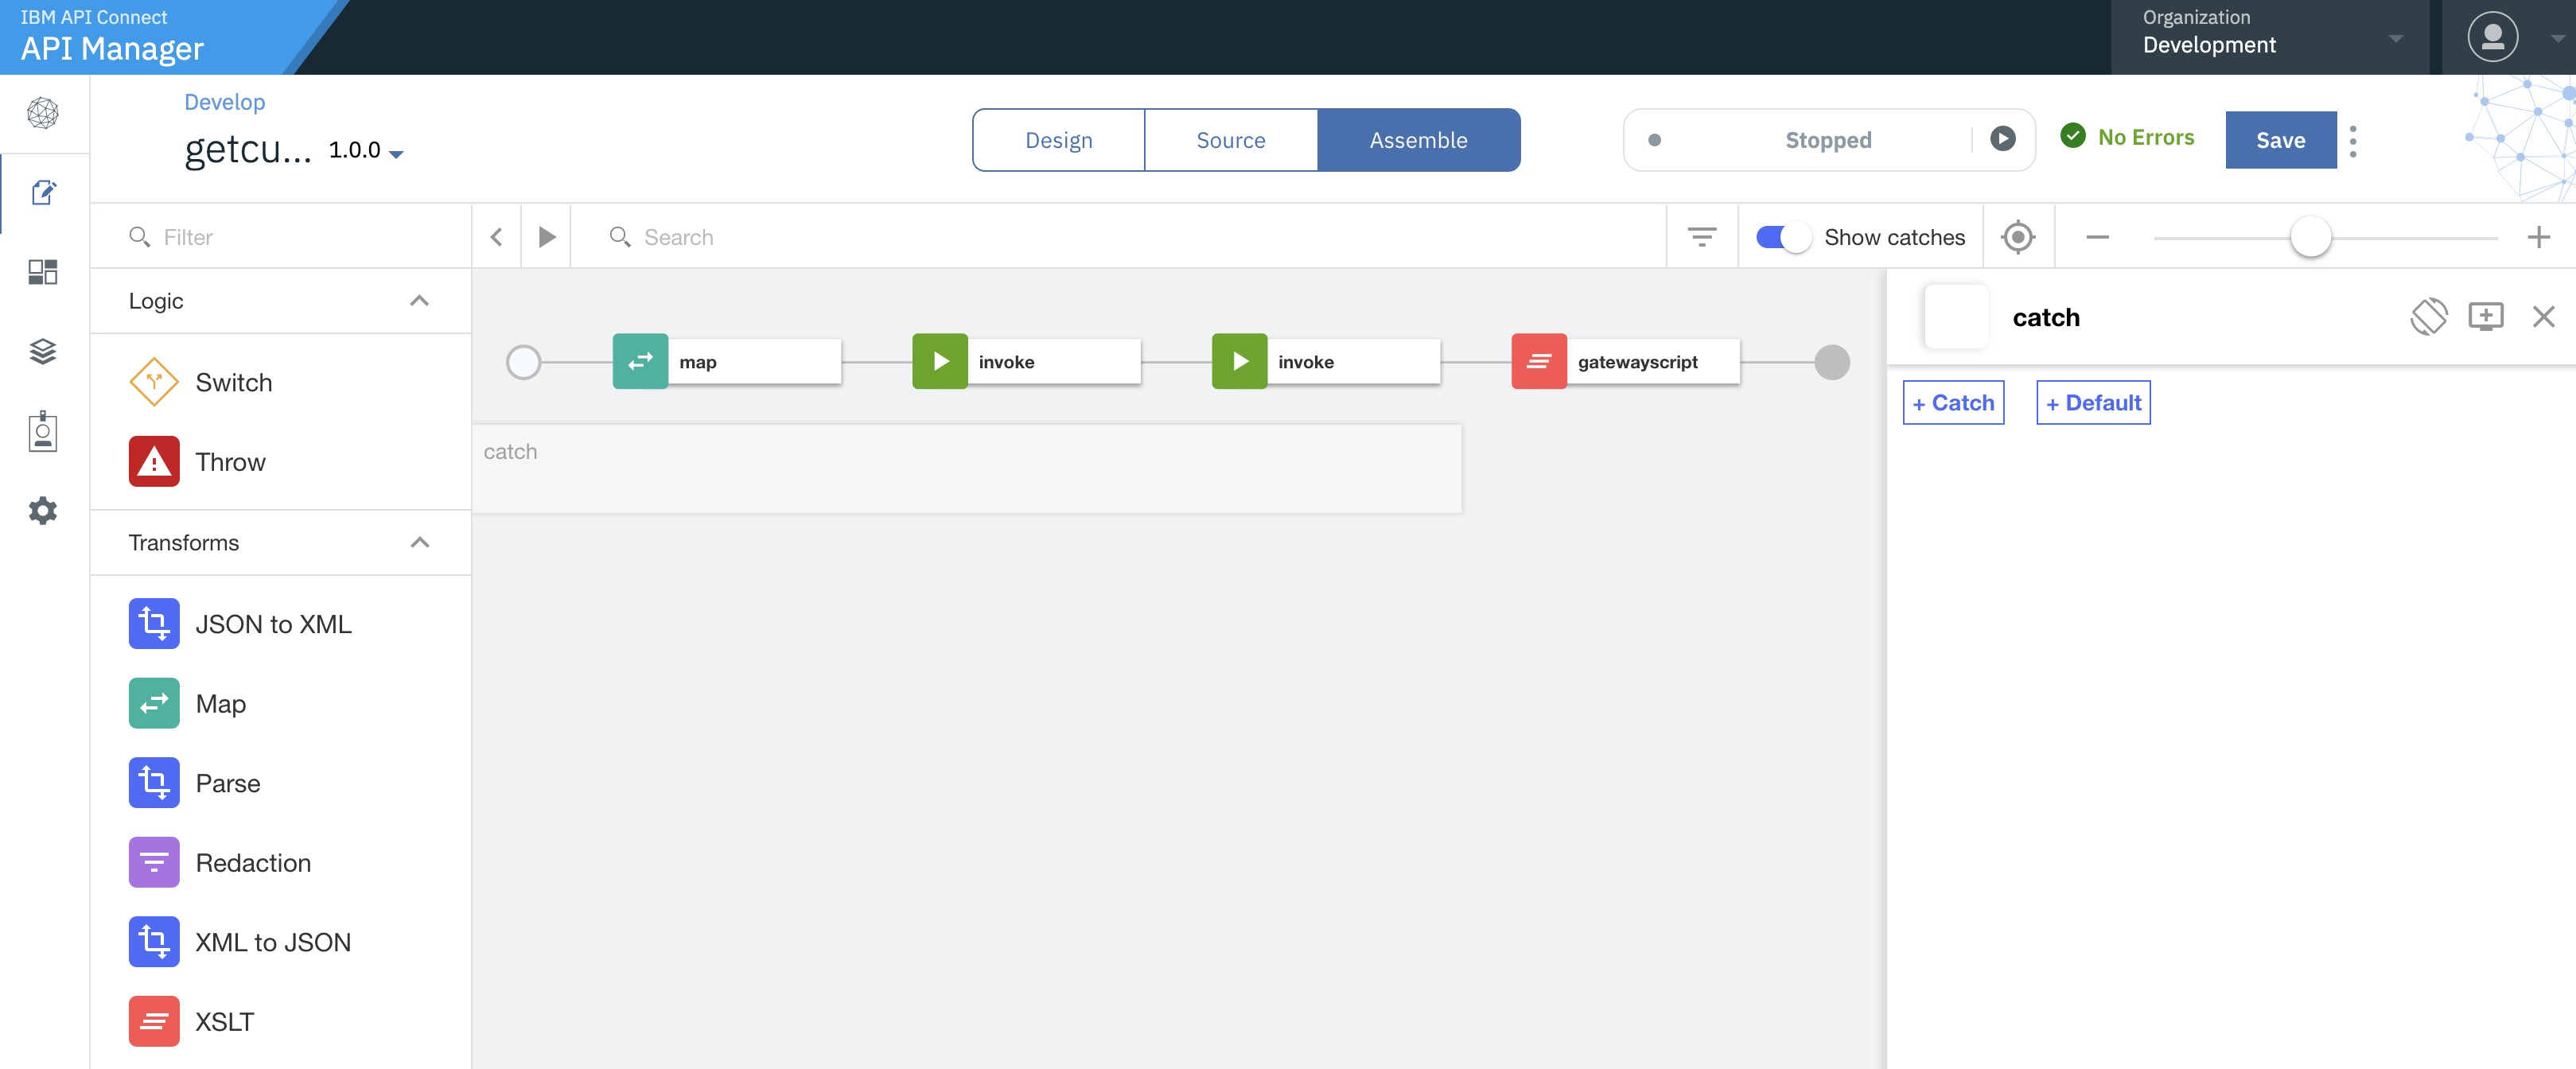 IBM API Connect
API Manager
Organization
Development
Develop
getcu... 1.0.0
Design
Source
Assemble
Stopped
No Errors
Save
Filter
Search
Show catches
Logic
Switch
Throw
Transforms
JSON to XML
Map
Parse
Redaction
XML to JSON
XSLT
map
invoke
invoke
gatewayscript
catch
catch
+ Catch
+ Default